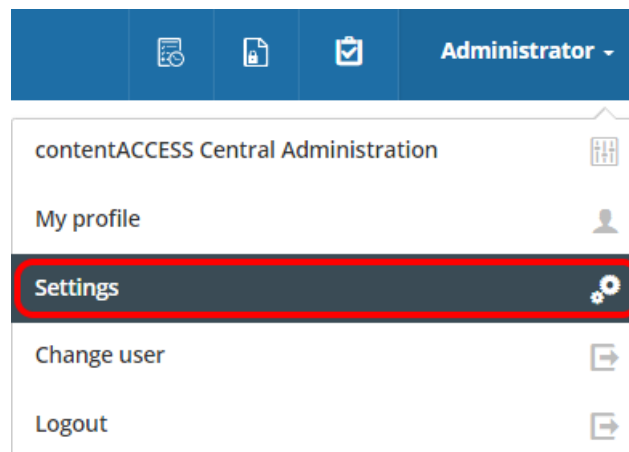 Administrator
contentACCESS Central Administration
My profile
Settings
Change user
Logout